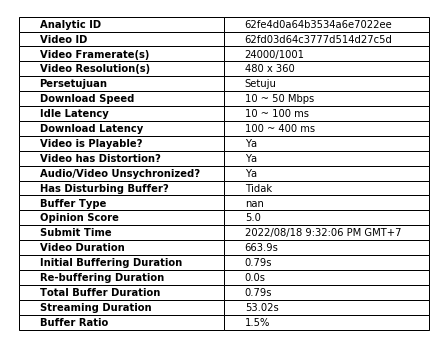 Analytic ID 62fe4d0a64b3534a6e7022ee
Video ID 62fd03d64c3777d514d27c5d
Video Framerate(s) 24000/1001
Video Resolution(s) 480 x 360
Persetujuan Setuju
Download Speed 10 ~ 50 Mbps
Idle Latency 10 ~ 100 ms
Download Latency 100 ~ 400 ms
Video is Playable? Ya
Video has Distortion? Ya
Audio/Video Unsychronized? Ya
Has Disturbing Buffer? Tidak
Buffer Type nan
Opinion Score 5.0
Submit Time 2022/08/18 9:32:06 PM GMT+7
Video Duration 663.9s
Initial Buffering Duration 0.79s
Re-buffering Duration 0.0s
Total Buffer Duration 0.79s
Streaming Duration 53.02s
Buffer Ratio 1.5%